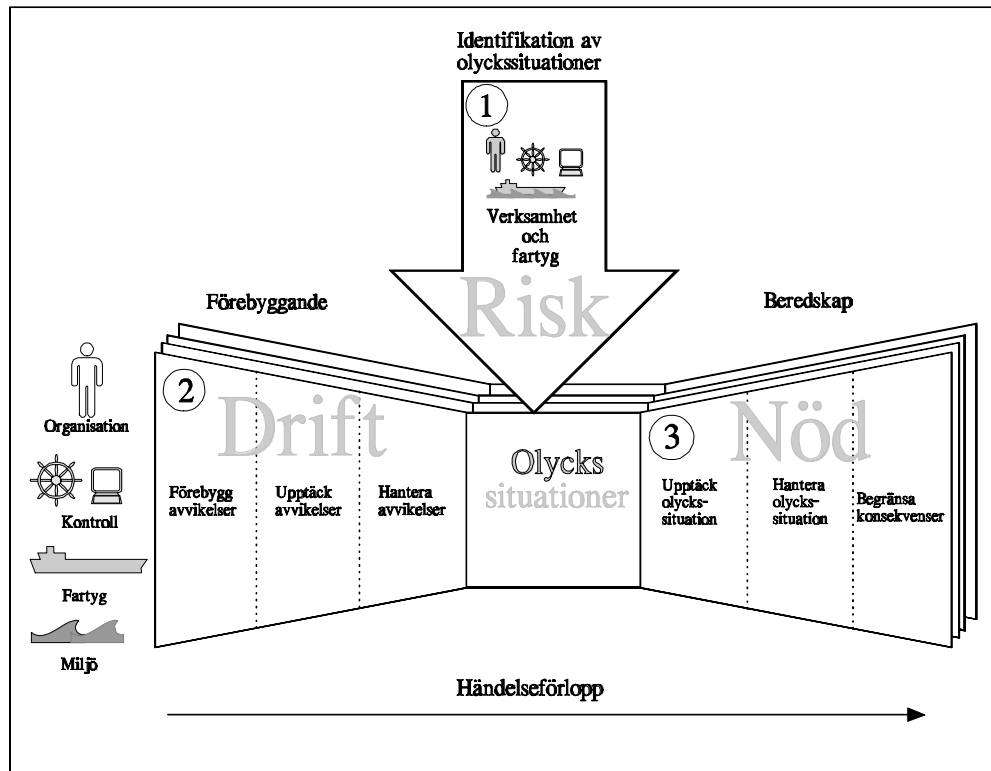 Identifikation av
olyckssituationer
1
Verksamhet
och
fartyg
Risk
Förebyggande
Beredskap
Organisation
Kontroll
Fartyg
Miljö
2
Drift
Förebygg
avvikelser
Upptäck
avvikelser
Hantera
avvikelser
Olycks
situationer
3
Nöd
Upptäck
olycks-
situation
Hantera
olycks-
situation
Begränsa
konsekvenser
Händelseförlopp